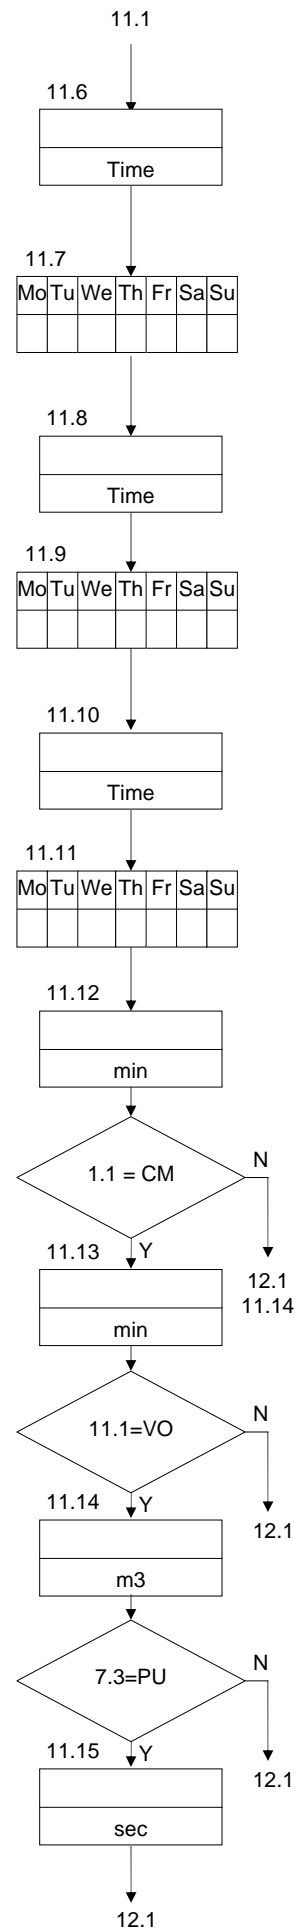 11.1
11.6
Time
11.7
Mo Tu We Th Fr Sa Su
11.8
Time
11.9
Mo Tu We Th Fr Sa Su
11.10
Time
11.11
Mo Tu We Th Fr Sa Su
11.12
min
1.1 = CM
N
12.1
11.14
11.13
Y
min
11.1=VO
N
12.1
11.14
Y
m3
7.3=PU
N
12.1
11.15
Y
sec
12.1